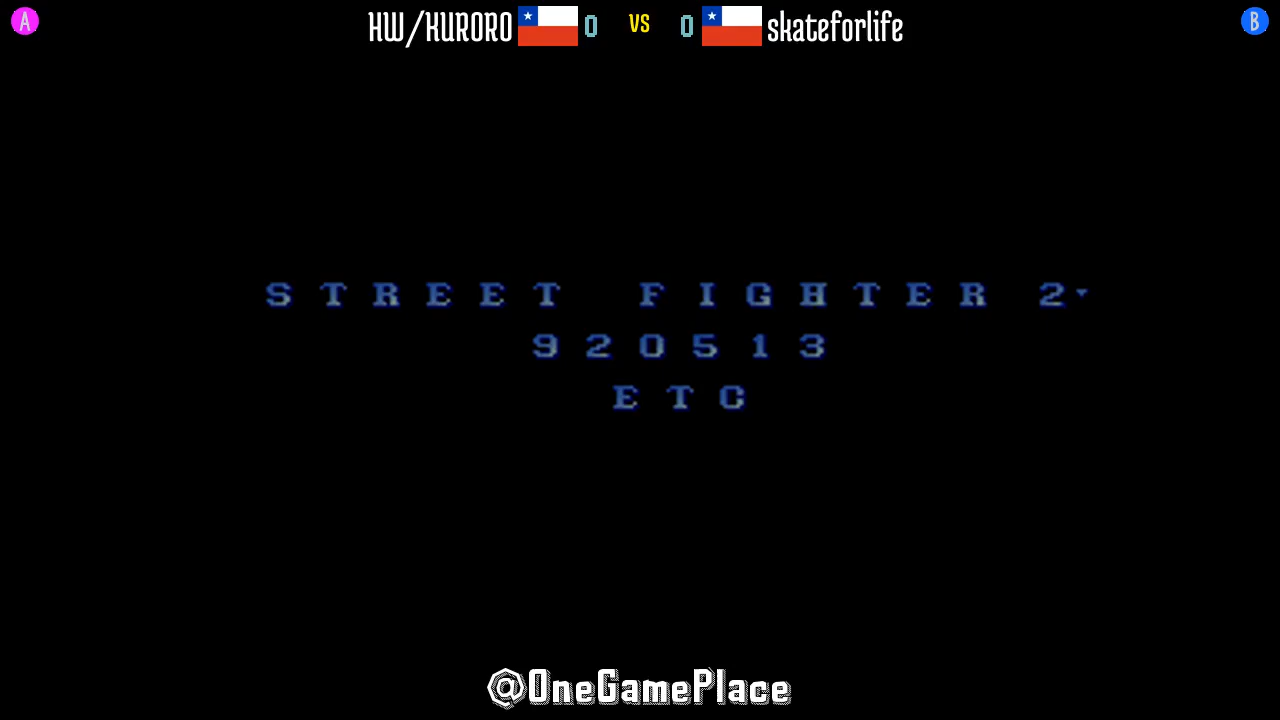 A
HW/KURORO 0 VS 0 skateforlife
B
STREET FIGHTER 2'
920513
ETC
@OneGamePlace